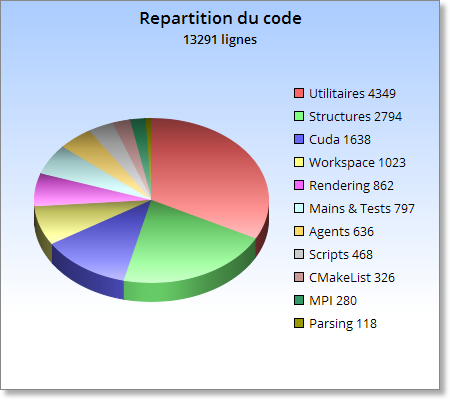 Repartition du code
13291 lignes
Utilitaires 4349
Structures 2794
Cuda 1638
Workspace 1023
Rendering 862
Mains & Tests 797
Agents 636
Scripts 468
CMakeList 326
MPI 280
Parsing 118